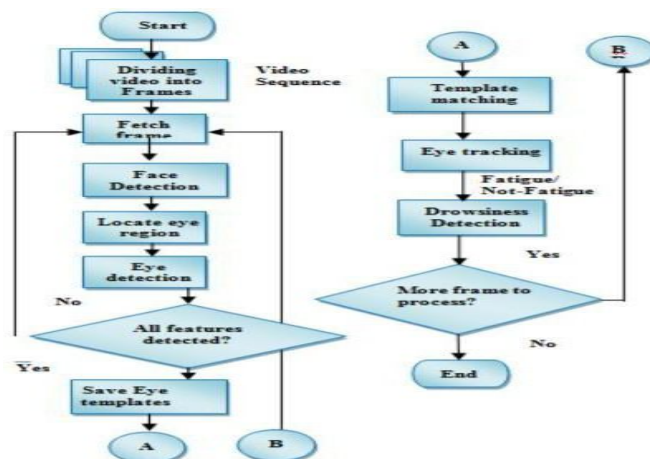 Start
Dividing
video into
Frames
Video
Sequence
Fetch
frame
Face
Detection
Locate eye
region
Eye
detection
No
All features
detected?
Yes
Save Eye
templates
A
B
A
B
Template
matching
Eye tracking
Fatigue/
Not-Fatigue
Drowsiness
Detection
Yes
More frame to
process?
No
End